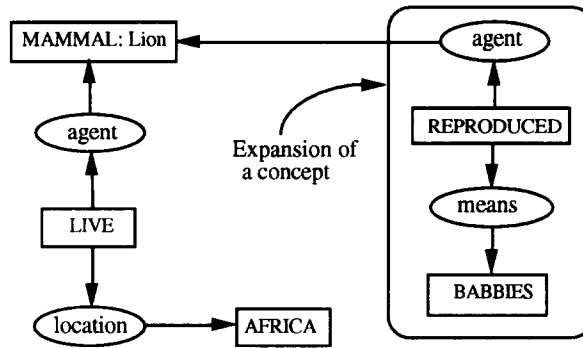 MAMMAL: Lion
agent
agent
Expansion of
a concept
REPRODUCED
means
LIVE
BABBIES
location
AFRICA